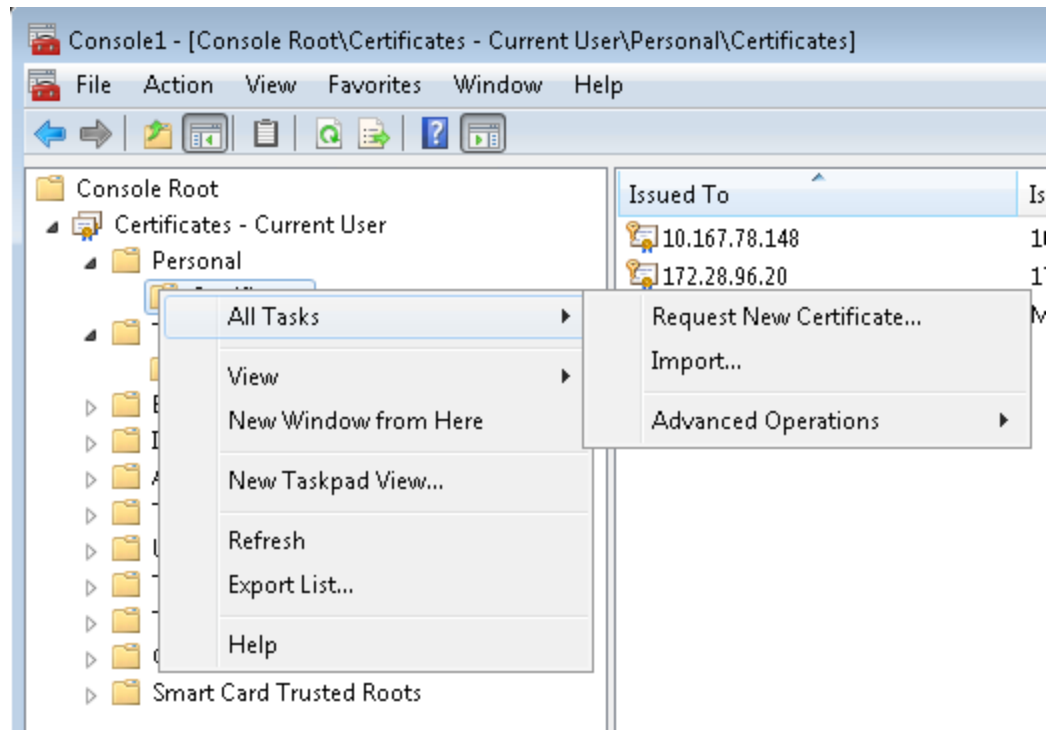 Console1 - [Console Root\Certificates - Current User\Personal\Certificates]
File Action View Favorites Window Help
Console Root
Certificates - Current User
Personal
Smart Card Trusted Roots
Issued To
10.167.78.148
172.28.96.20
All Tasks
View
New Window from Here
New Taskpad View...
Refresh
Export List...
Help
Request New Certificate...
Import...
Advanced Operations